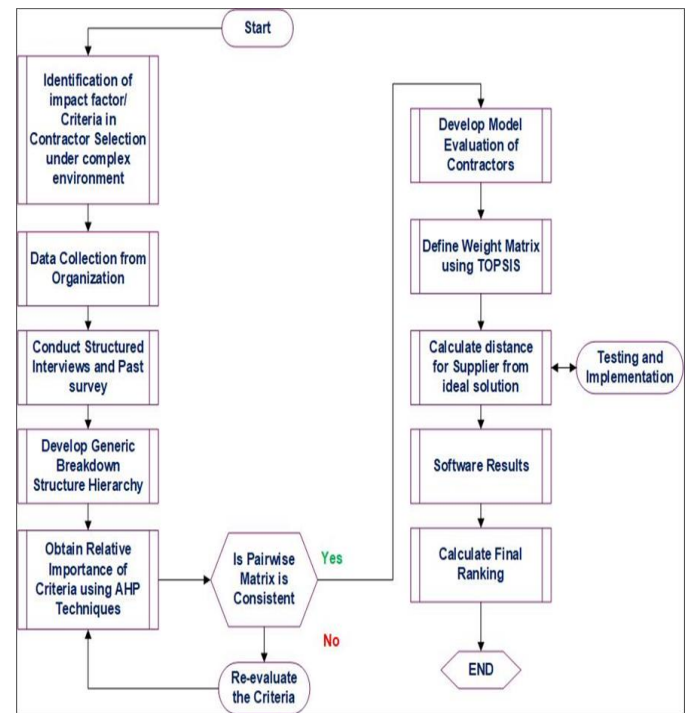 Start
Identification of
impact factor/
Criteria in
Contractor Selection
under complex
environment
Data Collection from
Organization
Conduct Structured
Interviews and Past
survey
Develop Generic
Breakdown
Structure Hierarchy
Obtain Relative
Importance of
Criteria using AHP
Techniques
Is Pairwise
Matrix is
Consistent
Yes
No
Re-evaluate
the Criteria
Develop Model
Evaluation of
Contractors
Define Weight Matrix
using TOPSIS
Calculate distance
for Supplier from
ideal solution
Testing and
Implementation
Software Results
Calculate Final
Ranking
END